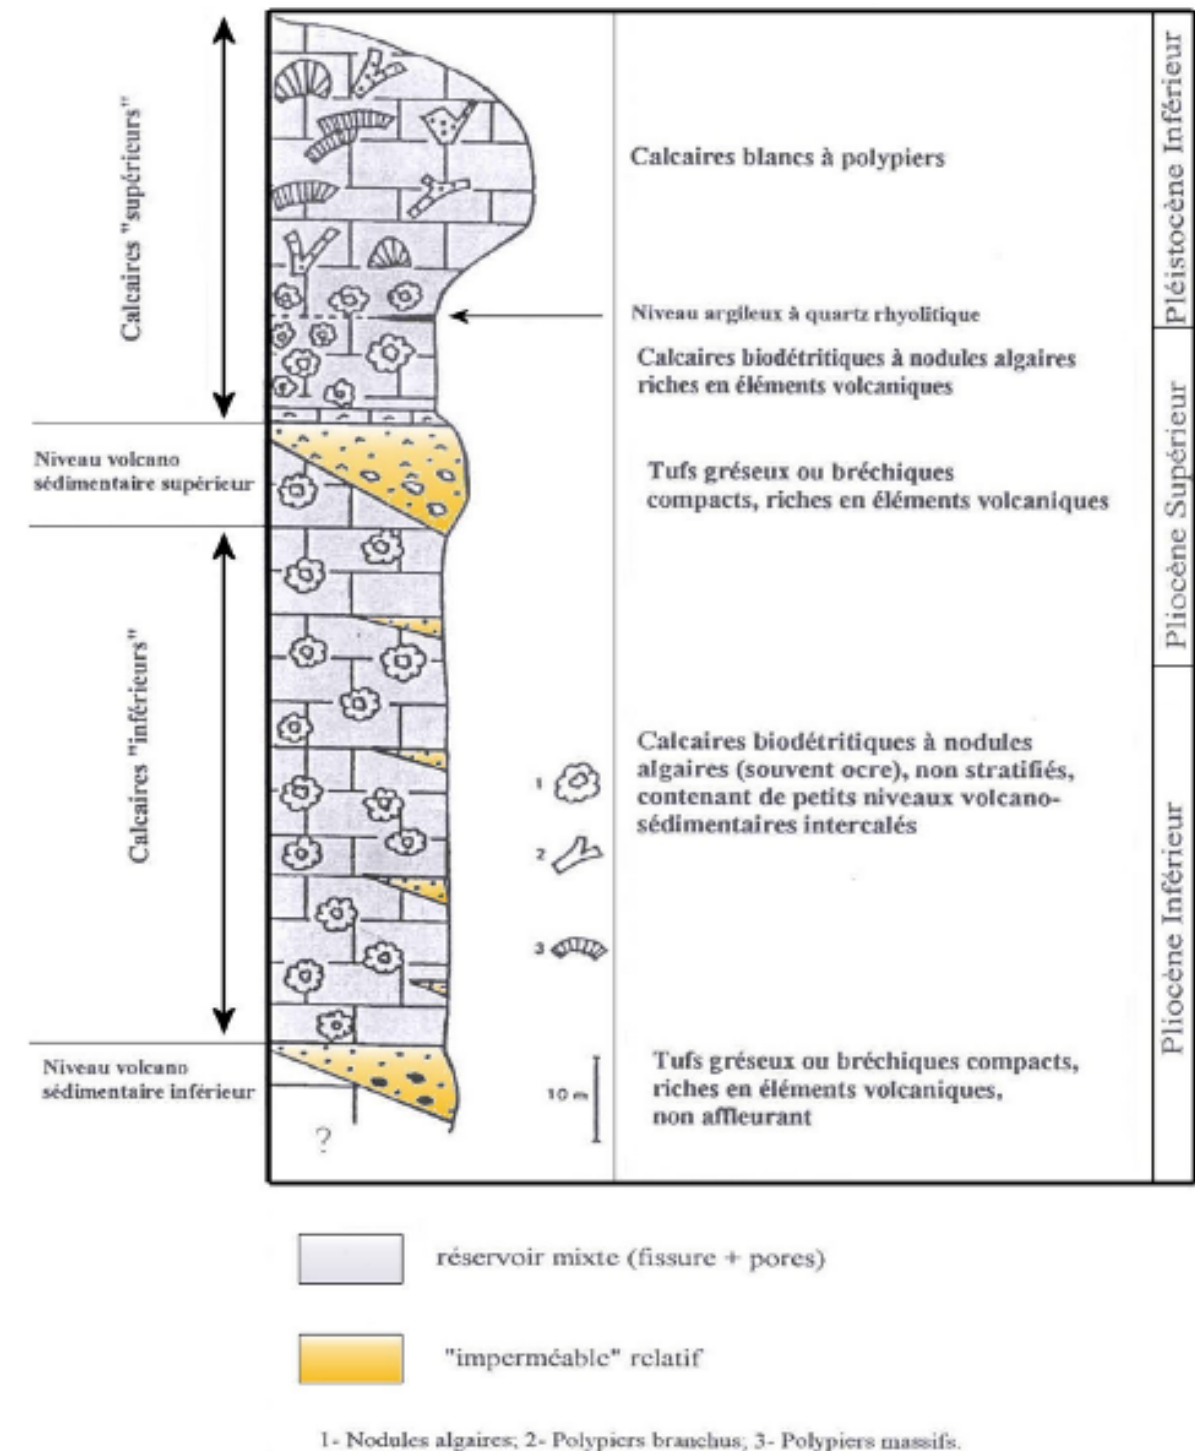 Calcaires "supérieurs"
Niveau volcano
sédimentaire supérieur
Calcaires "inférieurs"
Niveau volcano
sédimentaire inférieur
?
1
2
3
10 m
Calcaires blancs à polypiers
Niveau argileux à quartz rhyolitique
Calcaires biodétritiques à nodules algaires
riches en éléments volcaniques
Tufs gréseux ou bréchiques
compacts, riches en éléments volcaniques
Calcaires biodétritiques à nodules
algaires (souvent ocre), non stratifiés,
contenant de petits niveaux volcano-
sédimentaires intercalés
Tufs gréseux ou bréchiques compacts,
riches en éléments volcaniques,
non affleurant
Pléistocène Inférieur
Pliocène Supérieur
Pliocène Inférieur
réservoir mixte (fissure + pores)
"imperméable" relatif
1- Nodules algaires; 2- Polypiers branchus; 3- Polypiers massifs.